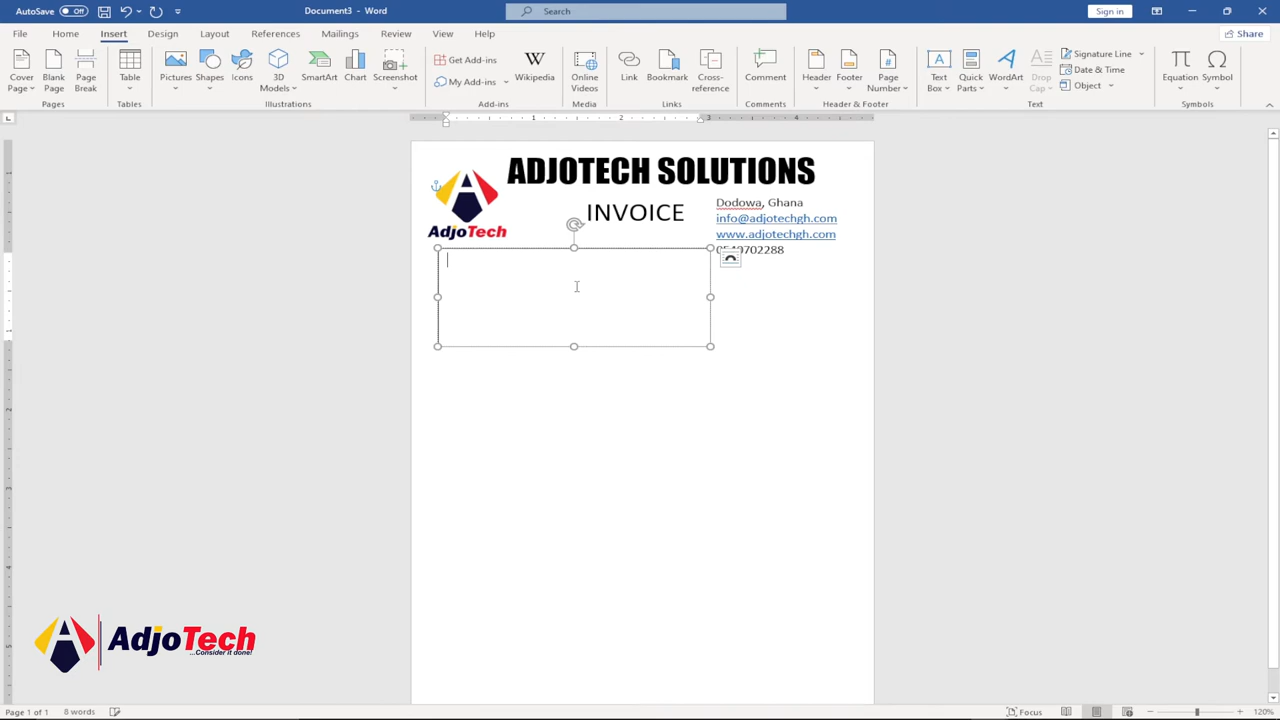 AutoSave Off Document3 - Word Search Sign in
File Home Insert Design Layout References Mailings Review View Help Share
Cover Page Blank Page Page Break Table Pictures Shapes Icons 3D Models SmartArt Chart Screenshot Get Add-ins My Add-ins Wikipedia Online Videos Link Bookmark Cross-reference Comment Header Footer Page Number Text Box Quick Parts WordArt Drop Cap Signature Line Date & Time Object Equation Symbol
Pages Tables Illustrations Add-ins Media Links Comments Header & Footer Text Symbols
1 2 3 4
ADJOTECH SOLUTIONS
INVOICE
AdjoTech
Dodowa, Ghana
info@adjotechgh.com
www.adjotechgh.com
AdjoTech
...Consider it done!
Page 1 of 1 8 words Focus 120%